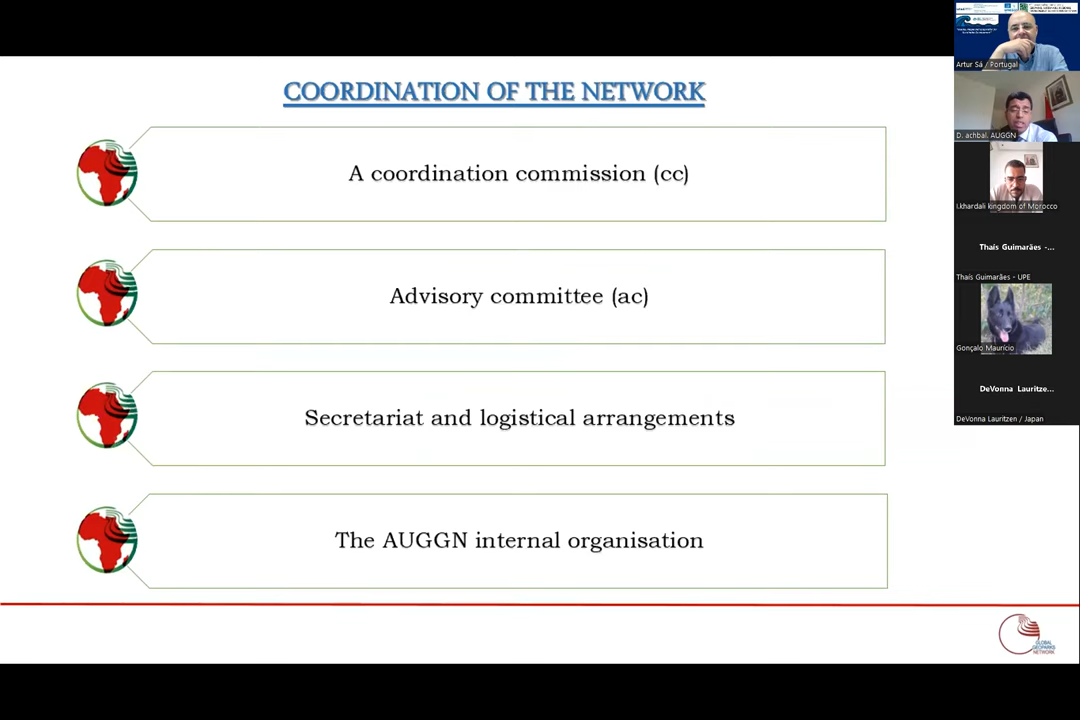 COORDINATION OF THE NETWORK
A coordination commission (cc)
Advisory committee (ac)
Secretariat and logistical arrangements
The AUGGN internal organisation
GLOBAL
GEOPARKS
NETWORK
Artur Sá / Portugal
D. achbal. AUGGN
I.khardali kingdom of Morocco
Thaís Guimarães -...
Thaís Guimarães - UPE
Gonçalo Maurício
DeVonna Lauritze...
DeVonna Lauritzen / Japan